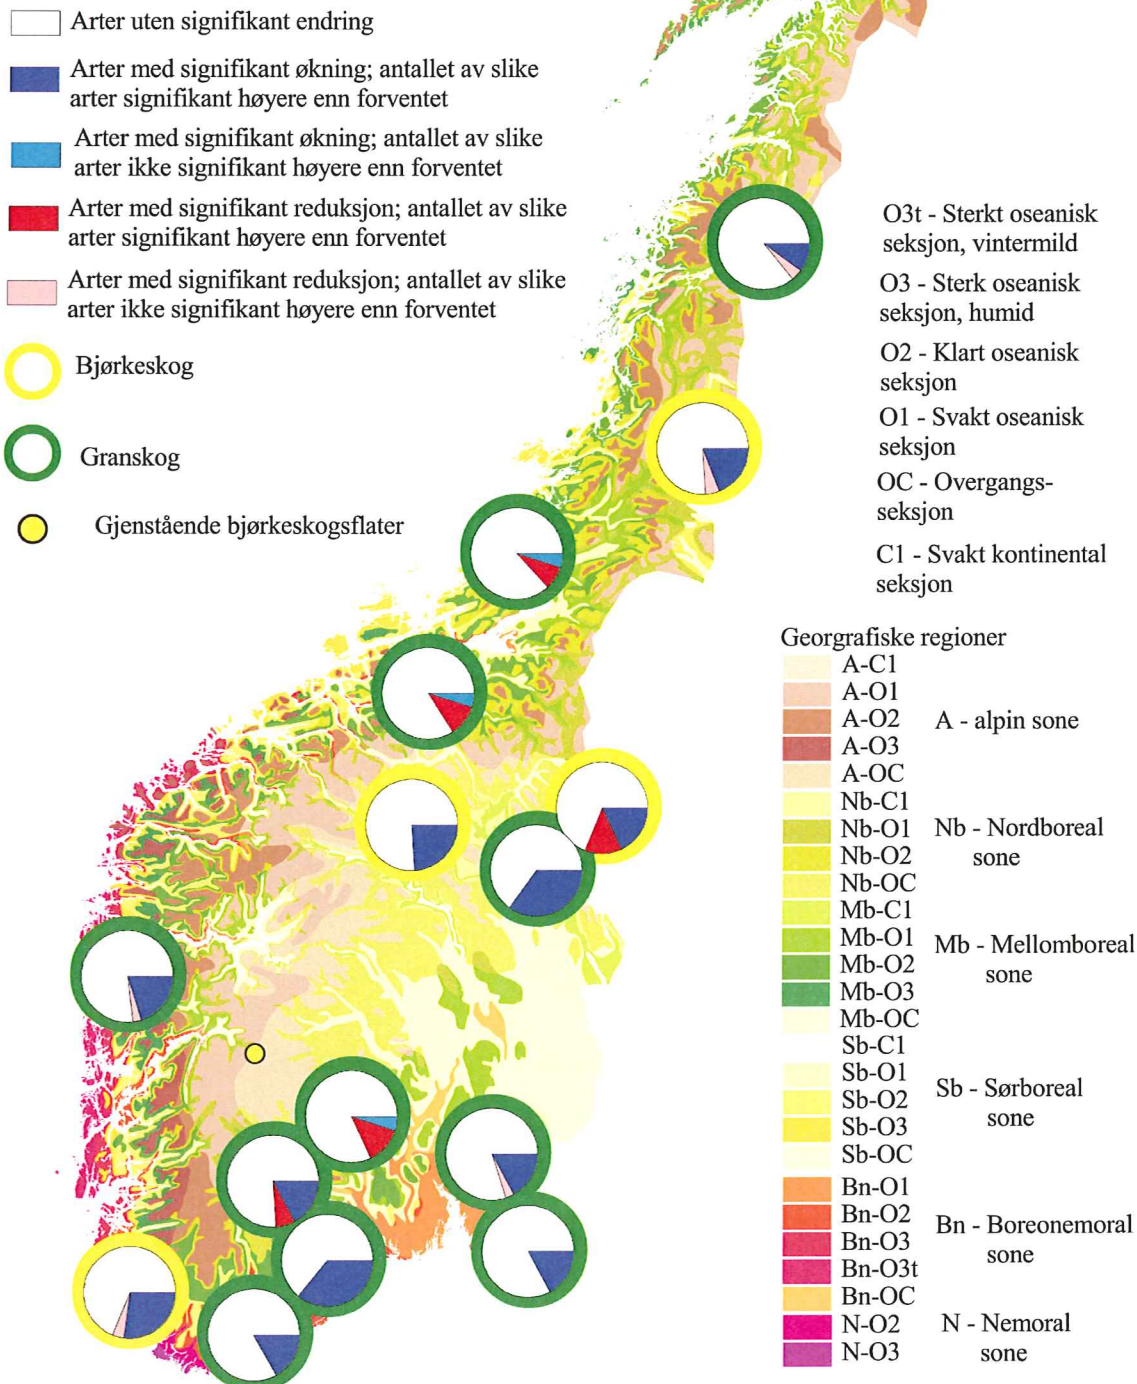 Arter uten signifikant endring
Arter med signifikant økning; antallet av slike
arter signifikant høyere enn forventet
Arter med signifikant økning; antallet av slike
arter ikke signifikant høyere enn forventet
Arter med signifikant reduksjon; antallet av slike
arter signifikant høyere enn forventet
Arter med signifikant reduksjon; antallet av slike
arter ikke signifikant høyere enn forventet
Bjørkeskog
Granskog
Gjenstående bjørkeskogsflater
O3t - Sterkt oseanisk
seksjon, vintermild
O3 - Sterk oseanisk
seksjon, humid
O2 - Klart oseanisk
seksjon
O1 - Svakt oseanisk
seksjon
OC - Overgangs-
seksjon
C1 - Svakt kontinental
seksjon
Georgrafiske regioner
A-C1
A-O1
A-O2
A-O3
A-OC
A - alpin sone
Nb-C1
Nb-O1
Nb-O2
Nb-OC
Nb - Nordboreal
sone
Mb-C1
Mb-O1
Mb-O2
Mb-O3
Mb-OC
Mb - Mellomboreal
sone
Sb-C1
Sb-O1
Sb-O2
Sb-O3
Sb-OC
Sb - Sørboreal
sone
Bn-O1
Bn-O2
Bn-O3
Bn-O3t
Bn-OC
Bn - Boreonemoral
sone
N-O2
N-O3
N - Nemoral
sone